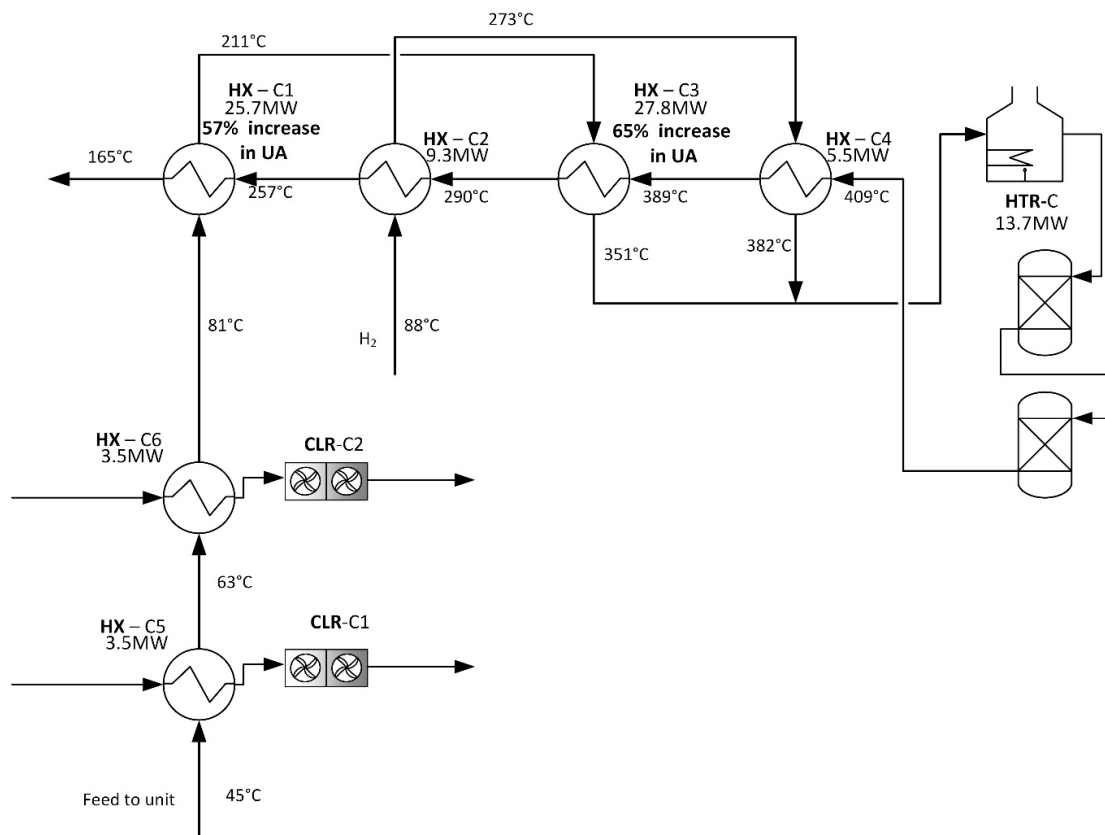 273°C
211°C
HX – C1
25.7MW
57% increase
in UA
HX – C3
27.8MW
65% increase
in UA
HX – C2
9.3MW
HX – C4
5.5MW
165°C
257°C
290°C
389°C
409°C
HTR-C
13.7MW
351°C
382°C
81°C
H₂
88°C
HX – C6
3.5MW
CLR-C2
63°C
HX – C5
3.5MW
CLR-C1
Feed to unit
45°C